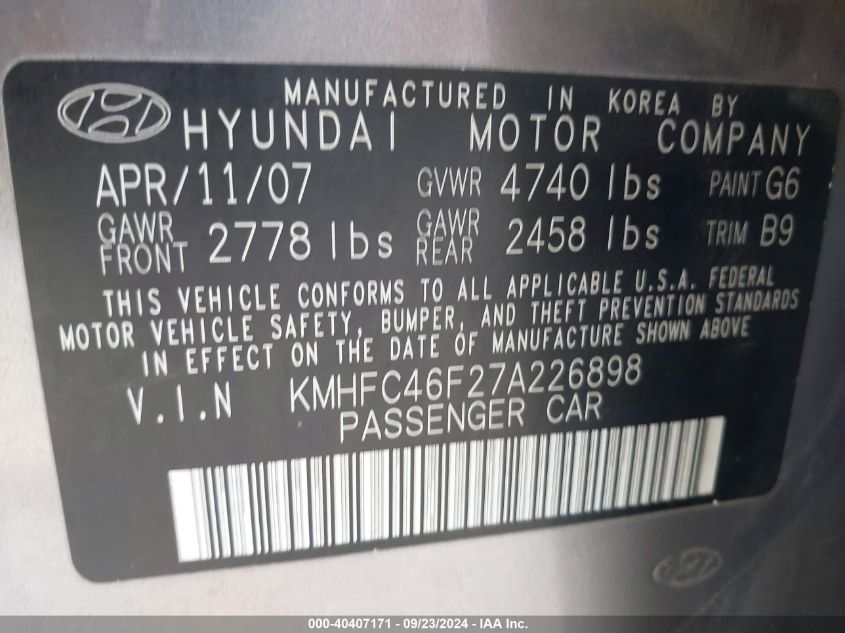 MANUFACTURED IN KOREA BY
HYUNDAI MOTOR COMPANY
APR/11/07 GVWR 4740 lbs PAINT G6
GAWR FRONT 2778 lbs GAWR REAR 2458 lbs TRIM B9
THIS VEHICLE CONFORMS TO ALL APPLICABLE U.S.A. FEDERAL
MOTOR VEHICLE SAFETY, BUMPER, AND THEFT PREVENTION STANDARDS
IN EFFECT ON THE DATE OF MANUFACTURE SHOWN ABOVE
V.I.N KMHFC46F27A226898
PASSENGER CAR
000-40407171 - 09/23/2024 - IAA Inc.